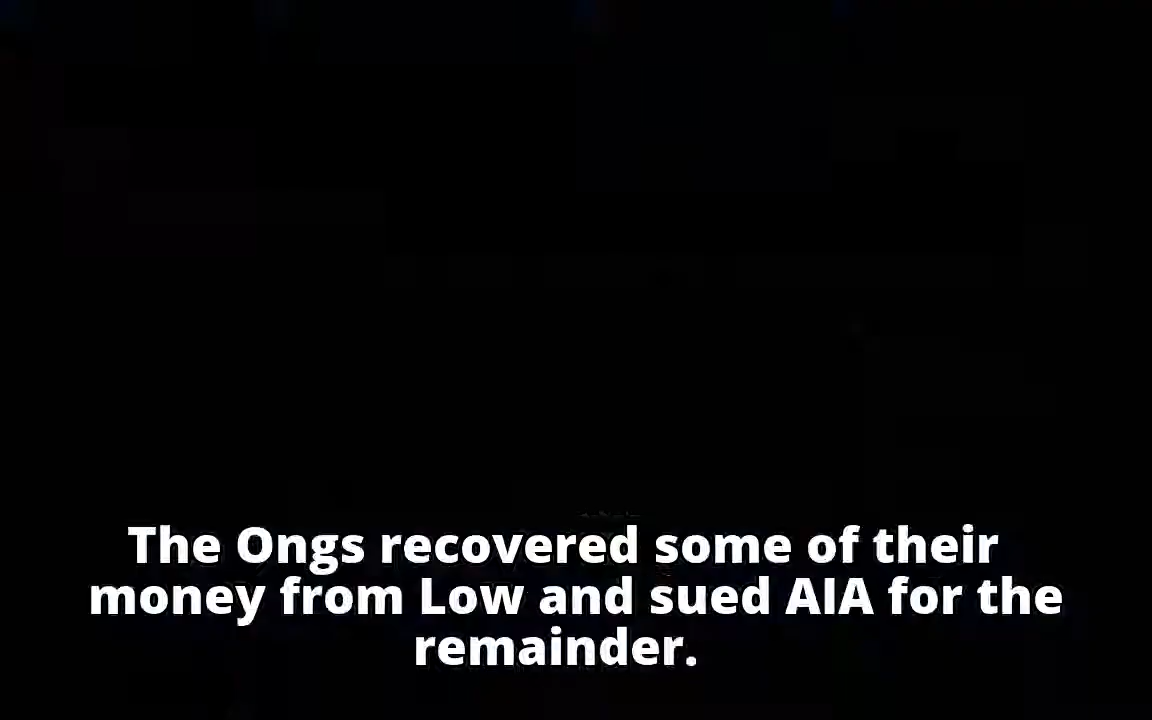 The Ongs recovered some of their
money from Low and sued AIA for the
remainder.